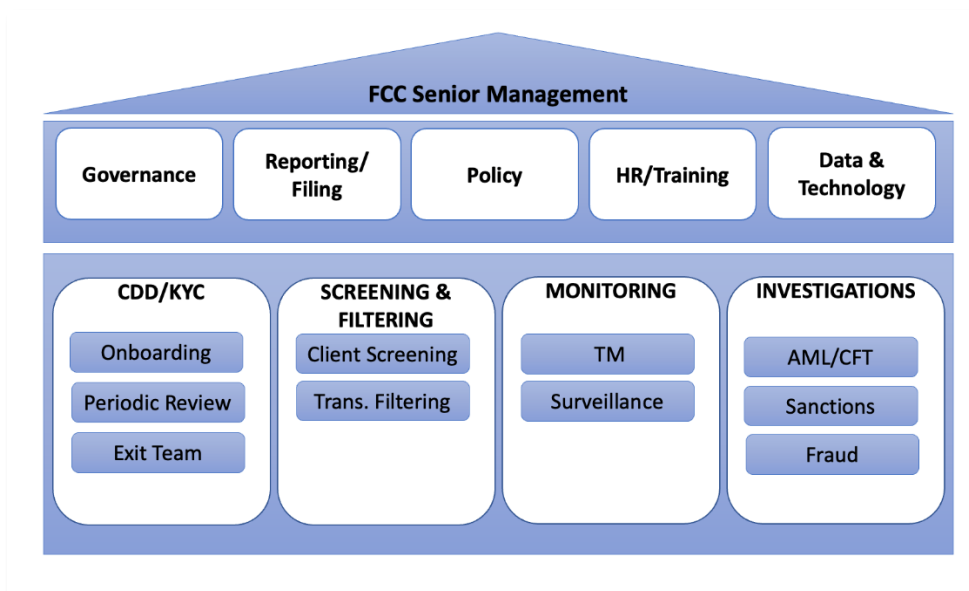 FCC Senior Management
Governance
Reporting/
Filing
Policy
HR/Training
Data &
Technology
CDD/KYC
Onboarding
Periodic Review
Exit Team
SCREENING &
FILTERING
Client Screening
Trans. Filtering
MONITORING
TM
Surveillance
INVESTIGATIONS
AML/CFT
Sanctions
Fraud